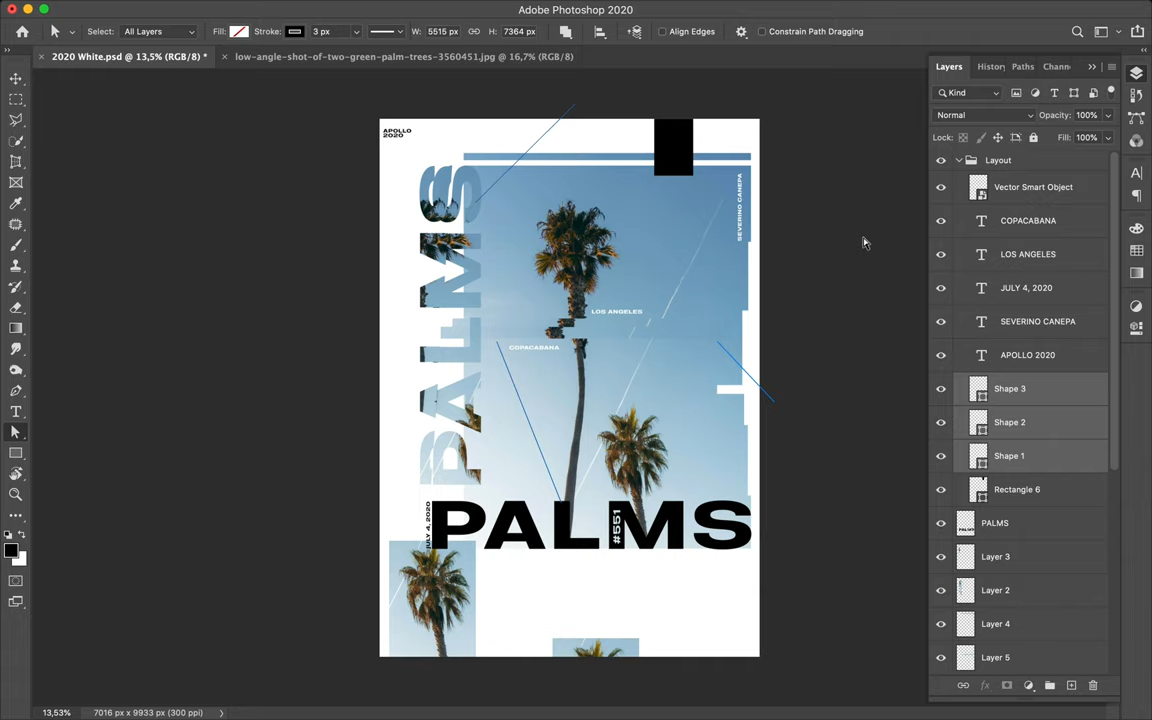 Adobe Photoshop 2020
Select: All Layers Fill: Stroke: 3 px W: 5515 px H: 7364 px Align Edges Constrain Path Dragging
2020 White.psd @ 13,5% (RGB/8) * low-angle-shot-of-two-green-palm-trees-3560451.jpg @ 16,7% (RGB/8)
Layers History Paths Chann
Kind
Normal Opacity: 100%
Lock: Fill: 100%
Layout
Vector Smart Object
COPACABANA
LOS ANGELES
JULY 4, 2020
SEVERINO CANEPA
APOLLO 2020
Shape 3
Shape 2
Shape 1
Rectangle 6
PALMS
Layer 3
Layer 2
Layer 4
Layer 5
APOLLO
2020
PALMS
SEVERINO CANEPA
LOS ANGELES
COPACABANA
JULY 4, 2020
PALMS
#551
13,53% 7016 px x 9933 px (300 ppi)